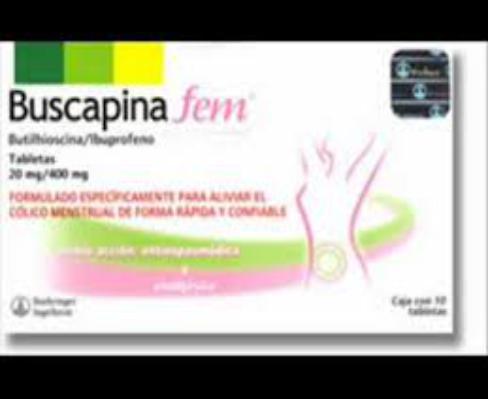 Buscapina fem®
Butilhioscina/Ibuprofeno
Tabletas
20 mg/400 mg
FORMULADO ESPECÍFICAMENTE PARA ALIVIAR EL
CÓLICO MENSTRUAL DE FORMA RÁPIDA Y CONFIABLE
acción: antiespasmódica
y
analgésica
Boehringer
Ingelheim
Caja con 10
tabletas